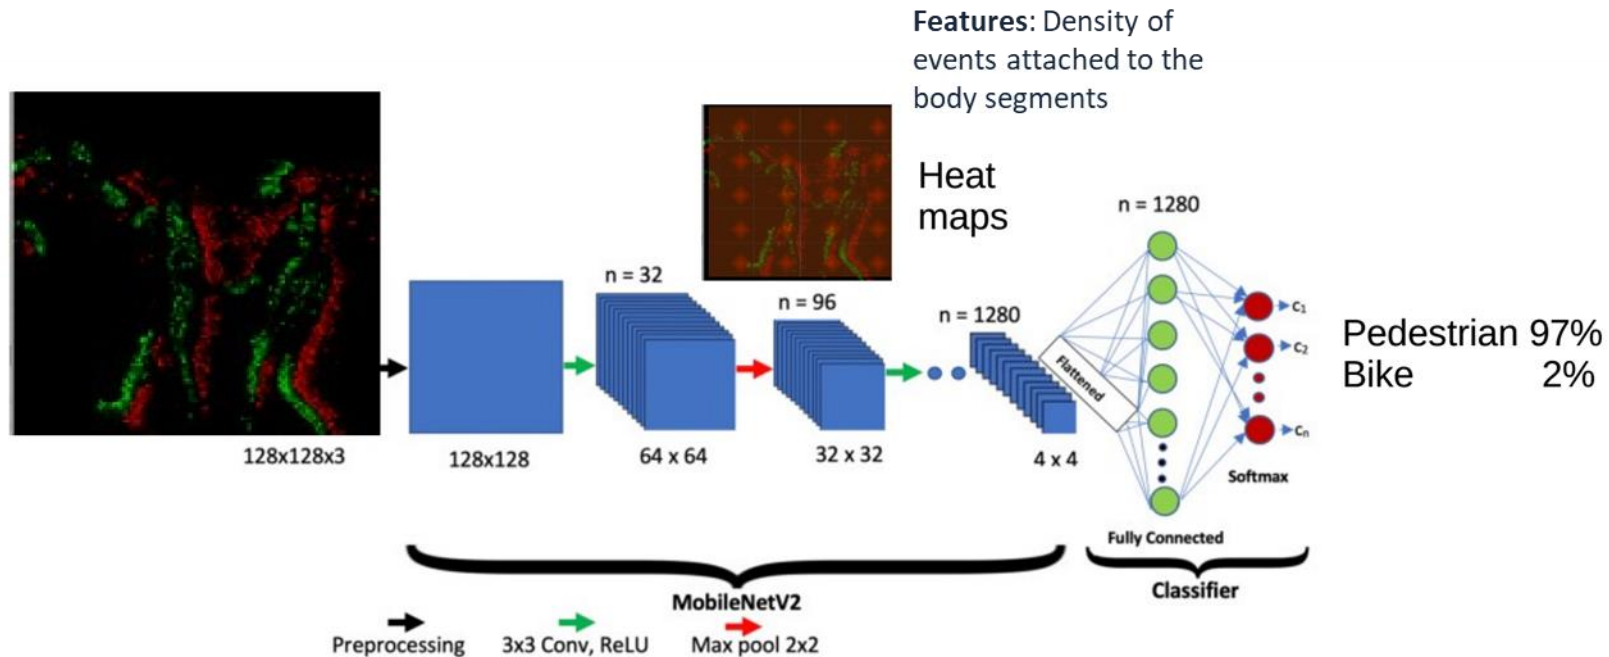 Features: Density of
events attached to the
body segments
Heat
maps
n = 1280
n = 32
n = 96
n = 1280
Flattened
C1
C2
Cn
Pedestrian 97%
Bike 2%
128x128x3
128x128
64 x 64
32 x 32
4 x 4
Softmax
Fully Connected
Classifier
MobileNetV2
Preprocessing
3x3 Conv, ReLU
Max pool 2x2